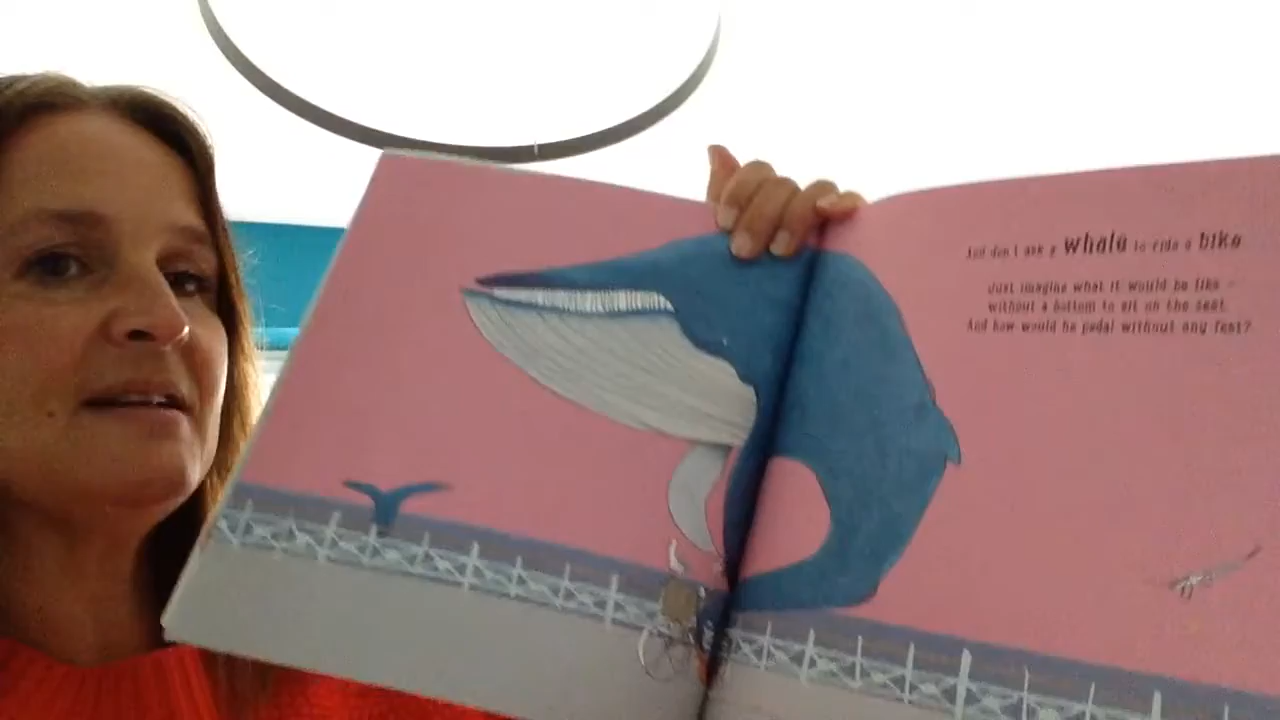 And don't ask a whale to ride a bike
Just imagine what it would be like –
without a bottom to sit on the seat.
And how would he pedal without any feet?